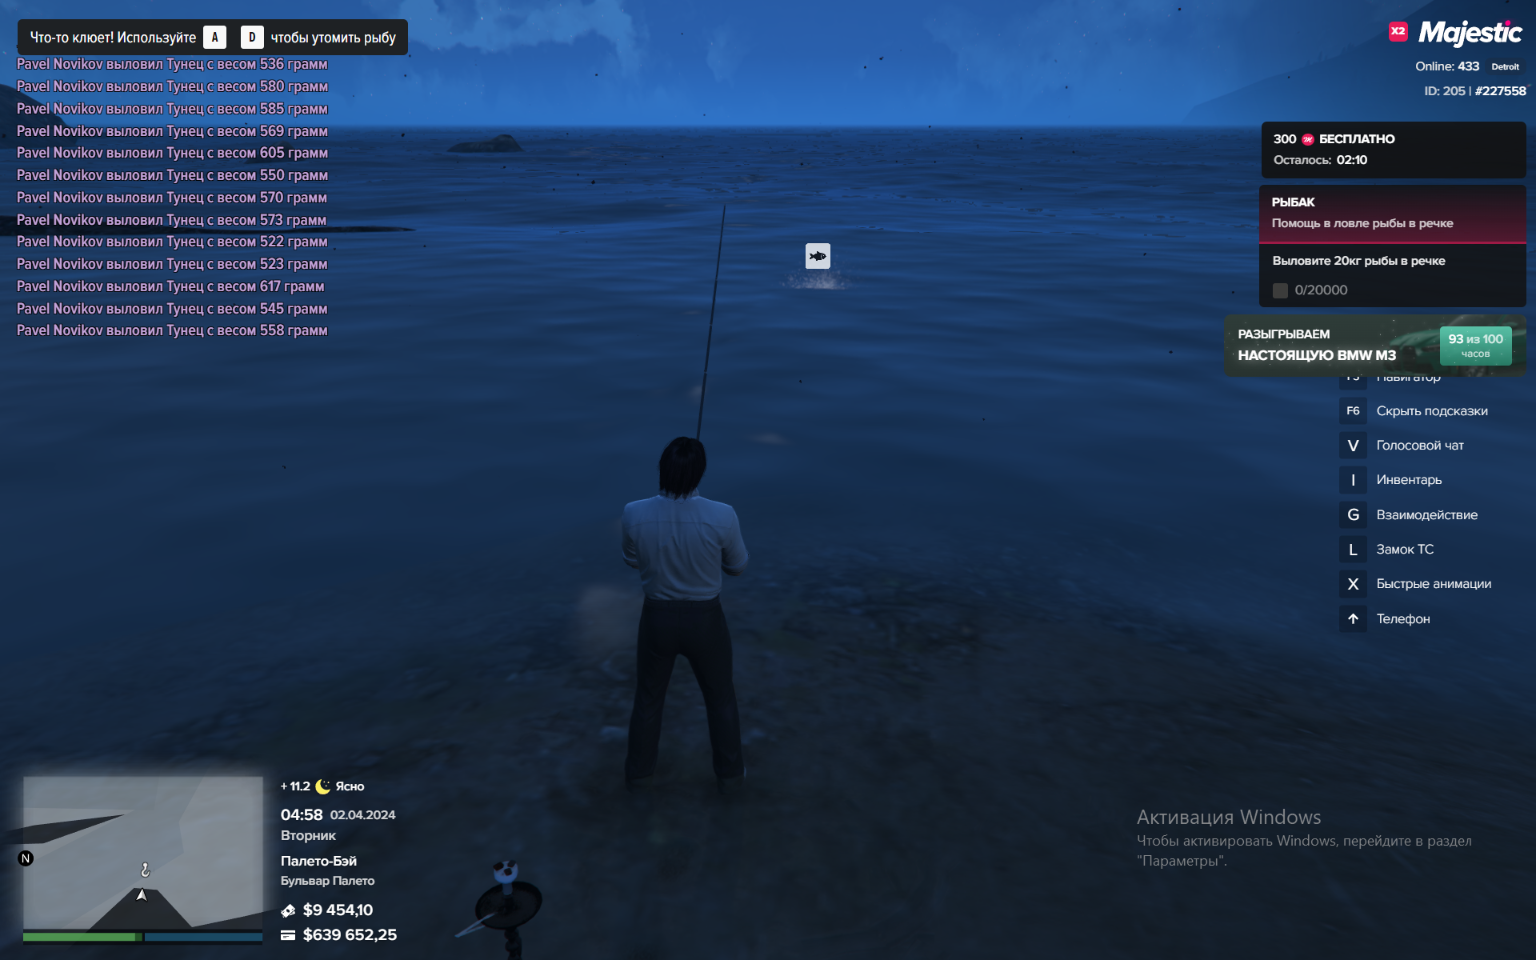 Что-то клюет! Используйте A D чтобы утомить рыбу
Pavel Novikov выловил Тунец с весом 536 грамм
Pavel Novikov выловил Тунец с весом 580 грамм
Pavel Novikov выловил Тунец с весом 585 грамм
Pavel Novikov выловил Тунец с весом 569 грамм
Pavel Novikov выловил Тунец с весом 605 грамм
Pavel Novikov выловил Тунец с весом 550 грамм
Pavel Novikov выловил Тунец с весом 570 грамм
Pavel Novikov выловил Тунец с весом 573 грамм
Pavel Novikov выловил Тунец с весом 522 грамм
Pavel Novikov выловил Тунец с весом 523 грамм
Pavel Novikov выловил Тунец с весом 617 грамм
Pavel Novikov выловил Тунец с весом 545 грамм
Pavel Novikov выловил Тунец с весом 558 грамм
X2 Majestic
Online: 433 Detroit
ID: 205 | #227558
300 БЕСПЛАТНО
Осталось: 02:10
РЫБАК
Помощь в ловле рыбы в речке
Выловите 20кг рыбы в речке
0/20000
РАЗЫГРЫВАЕМ
НАСТОЯЩУЮ BMW M3
93 из 100
часов
Навигатор
F6 Скрыть подсказки
V Голосовой чат
I Инвентарь
G Взаимодействие
L Замок ТС
X Быстрые анимации
Телефон
N
+11.2 Ясно
04:58 02.04.2024
Вторник
Палето-Бэй
Бульвар Палето
$9 454,10
$639 652,25
Активация Windows
Чтобы активировать Windows, перейдите в раздел
"Параметры".